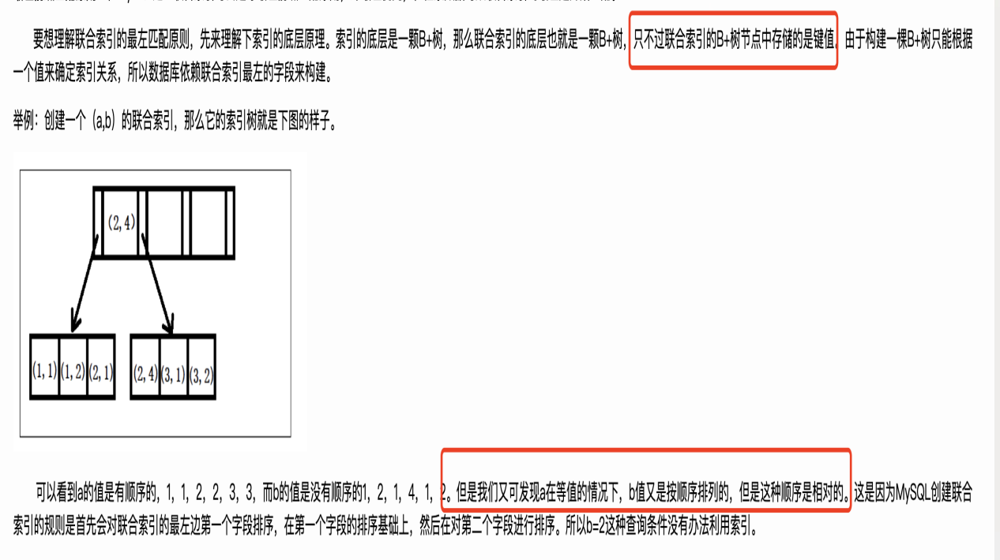 要想理解联合索引的最左匹配原则，先来理解下索引的底层原理。索引的底层是一颗B+树，那么联合索引的底层也就是一颗B+树，只不过联合索引的B+树节点中存储的是键值。由于构建一棵B+树只能根据
一个值来确定索引关系，所以数据库依赖联合索引最左的字段来构建。
举例：创建一个（a,b）的联合索引，那么它的索引树就是下图的样子。
(2,4)
(1,1) (1,2) (2,1) (2,4) (3,1) (3,2)
可以看到a的值是有顺序的，1，1，2，2，3，3，而b的值是没有顺序的1，2，1，4，1，2。但是我们又可发现a在等值的情况下，b值又是按顺序排列的，但是这种顺序是相对的。这是因为MySQL创建联合
索引的规则是首先会对联合索引的最左边第一个字段排序，在第一个字段的排序基础上，然后在对第二个字段进行排序。所以b=2这种查询条件没有办法利用索引。